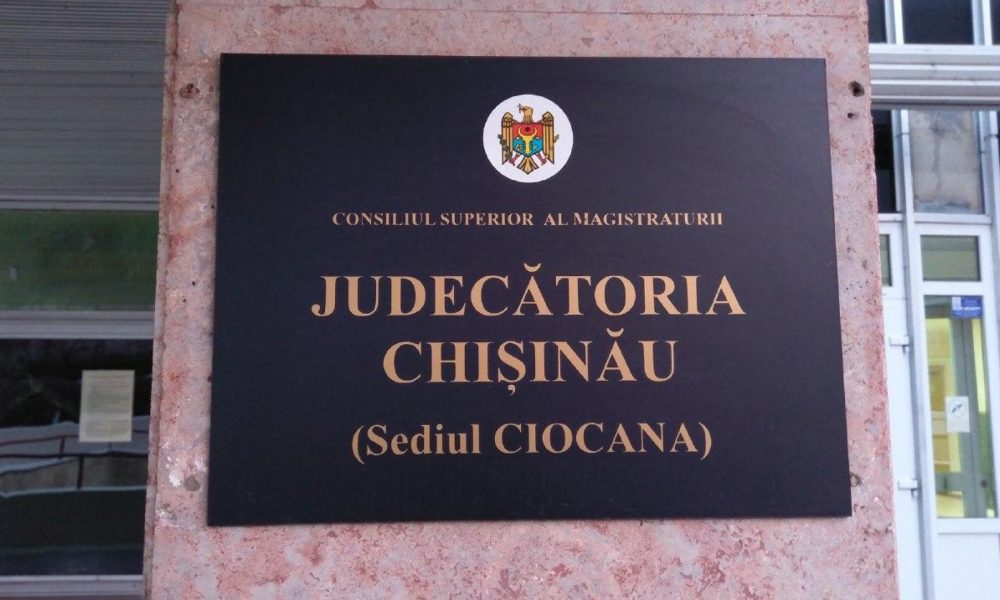 CONSILIUL SUPERIOR AL MAGISTRATURII
JUDECĂTORIA
CHIȘINĂU
(Sediul CIOCANA)